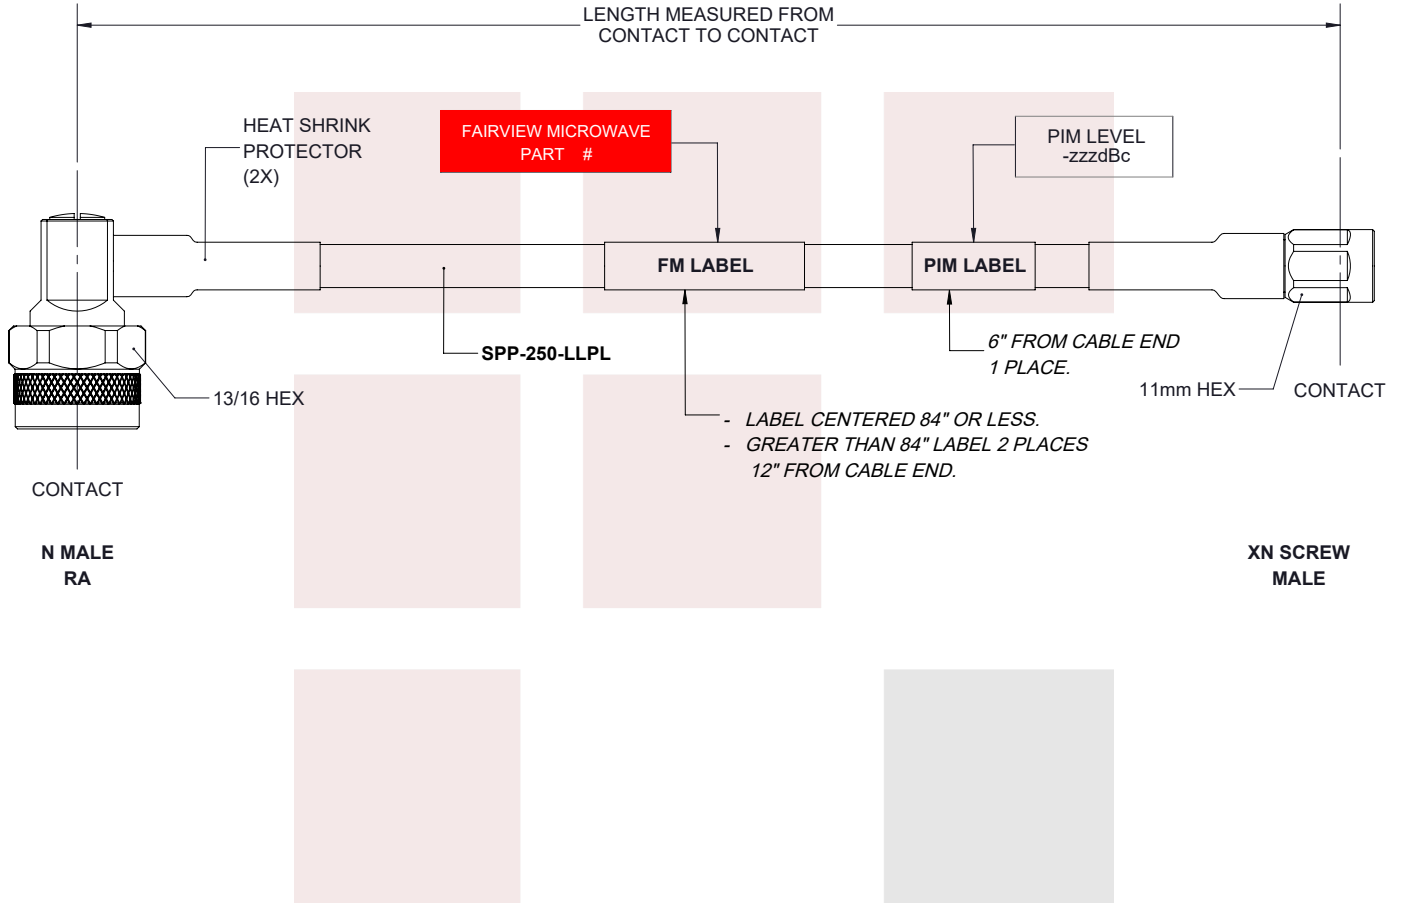 LENGTH MEASURED FROM
CONTACT TO CONTACT
HEAT SHRINK
PROTECTOR
(2X)
FAIRVIEW MICROWAVE
PART #
PIM LEVEL
-zzzdBc
FM LABEL
PIM LABEL
SPP-250-LLPL
6" FROM CABLE END
1 PLACE.
13/16 HEX
11mm HEX
CONTACT
- LABEL CENTERED 84" OR LESS.
- GREATER THAN 84" LABEL 2 PLACES
12" FROM CABLE END.
CONTACT
N MALE
RA
XN SCREW
MALE